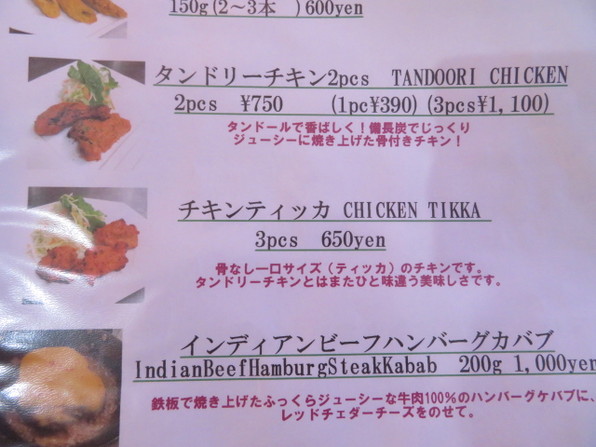 150g(2～3本　)600yen
タンドリーチキン2pcs TANDOORI CHICKEN
2pcs ¥750 (1pc¥390)(3pcs¥1,100)
タンドールで香ばしく！備長炭でじっくり
ジューシーに焼き上げた骨付きチキン！
チキンティッカ CHICKEN TIKKA
3pcs 650yen
骨なし一口サイズ（ティッカ）のチキンです。
タンドリーチキンとはまたひと味違う美味しさです。
インディアンビーフハンバーグカバブ
IndianBeefHamburgSteakKabab 200g 1,000yen
鉄板で焼き上げたふっくらジューシーな牛肉100％のハンバーグケバブに、
レッドチェダーチーズをのせて。